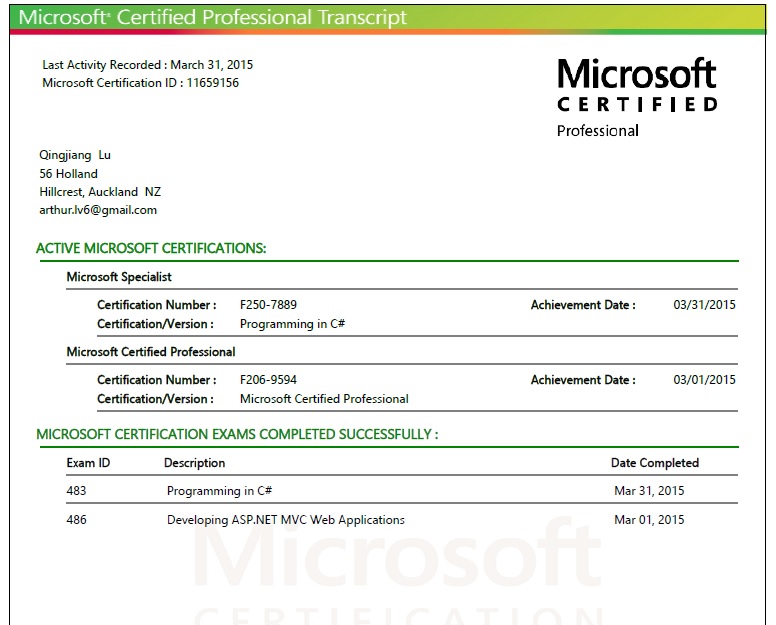 Microsoft® Certified Professional Transcript
Last Activity Recorded : March 31, 2015
Microsoft Certification ID : 11659156
Microsoft
CERTIFIED
Professional
Qingjiang Lu
56 Holland
Hillcrest, Auckland NZ
arthur.lv6@gmail.com
ACTIVE MICROSOFT CERTIFICATIONS:
Microsoft Specialist
Certification Number : F250-7889 Achievement Date : 03/31/2015
Certification/Version : Programming in C#
Microsoft Certified Professional
Certification Number : F206-9594 Achievement Date : 03/01/2015
Certification/Version : Microsoft Certified Professional
MICROSOFT CERTIFICATION EXAMS COMPLETED SUCCESSFULLY :
Exam ID Description Date Completed
483 Programming in C# Mar 31, 2015
486 Developing ASP.NET MVC Web Applications Mar 01, 2015
Microsoft
CERTIFICATION